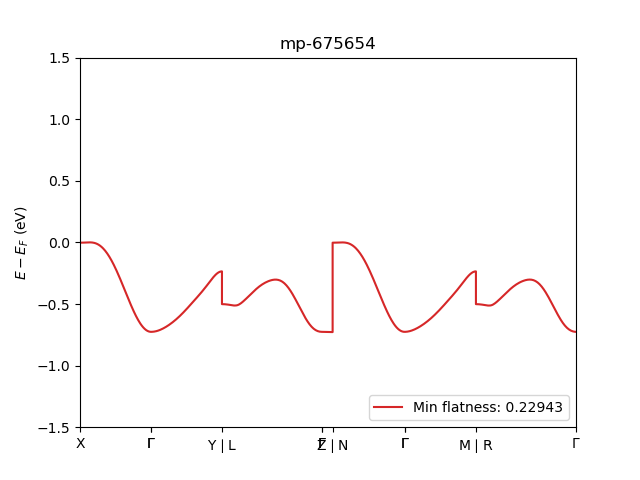 mp-675654
E − E_F (eV)
1.5
1.0
0.5
0.0
−0.5
−1.0
−1.5
Min flatness: 0.22943
X Γ Y | L Z | N Γ M | R Γ